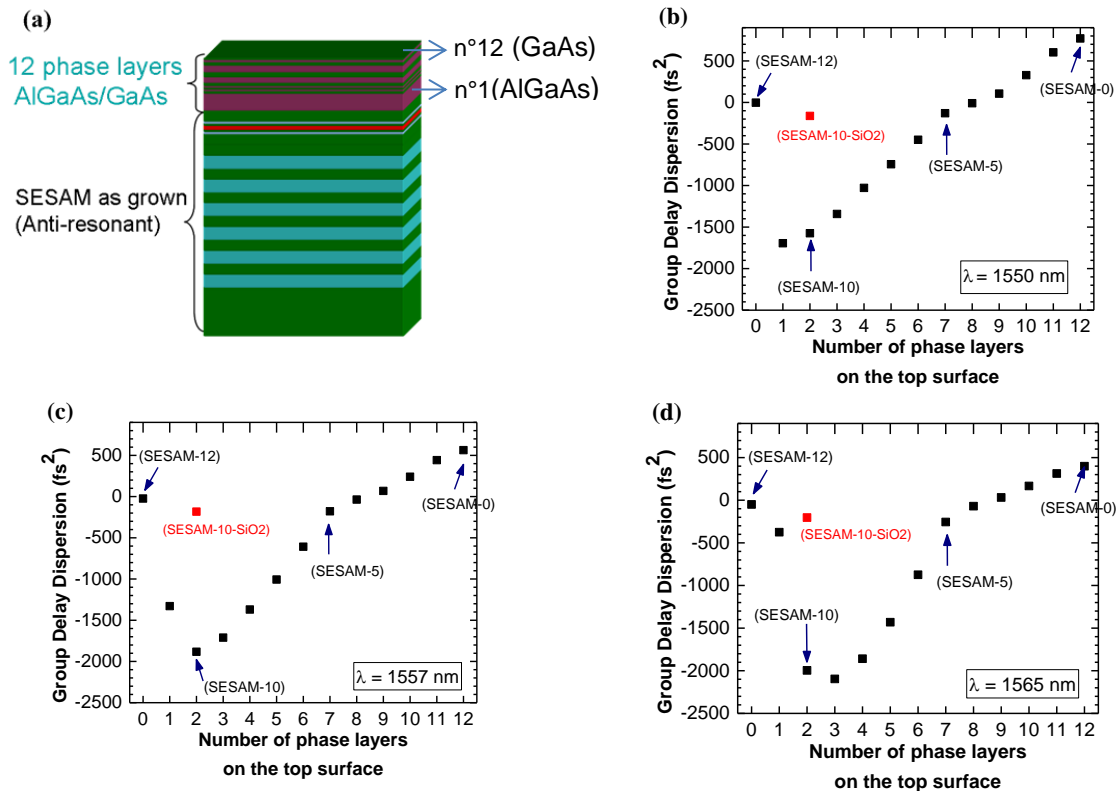 (a)
n°12 (GaAs)
12 phase layers
AlGaAs/GaAs
n°1(AlGaAs)
SESAM as grown
(Anti-resonant)
(b)
Group Delay Dispersion (fs²)
500
0
-500
-1000
-1500
-2000
-2500
(SESAM-12)
(SESAM-0)
(SESAM-10-SiO2)
(SESAM-5)
(SESAM-10)
λ = 1550 nm
0 1 2 3 4 5 6 7 8 9 10 11 12
Number of phase layers
on the top surface
(c)
Group Delay Dispersion (fs²)
500
0
-500
-1000
-1500
-2000
-2500
(SESAM-12)
(SESAM-0)
(SESAM-10-SiO2)
(SESAM-5)
(SESAM-10)
λ = 1557 nm
0 1 2 3 4 5 6 7 8 9 10 11 12
Number of phase layers
on the top surface
(d)
Group Delay Dispersion (fs²)
500
0
-500
-1000
-1500
-2000
-2500
(SESAM-12)
(SESAM-0)
(SESAM-10-SiO2)
(SESAM-5)
(SESAM-10)
λ = 1565 nm
0 1 2 3 4 5 6 7 8 9 10 11 12
Number of phase layers
on the top surface